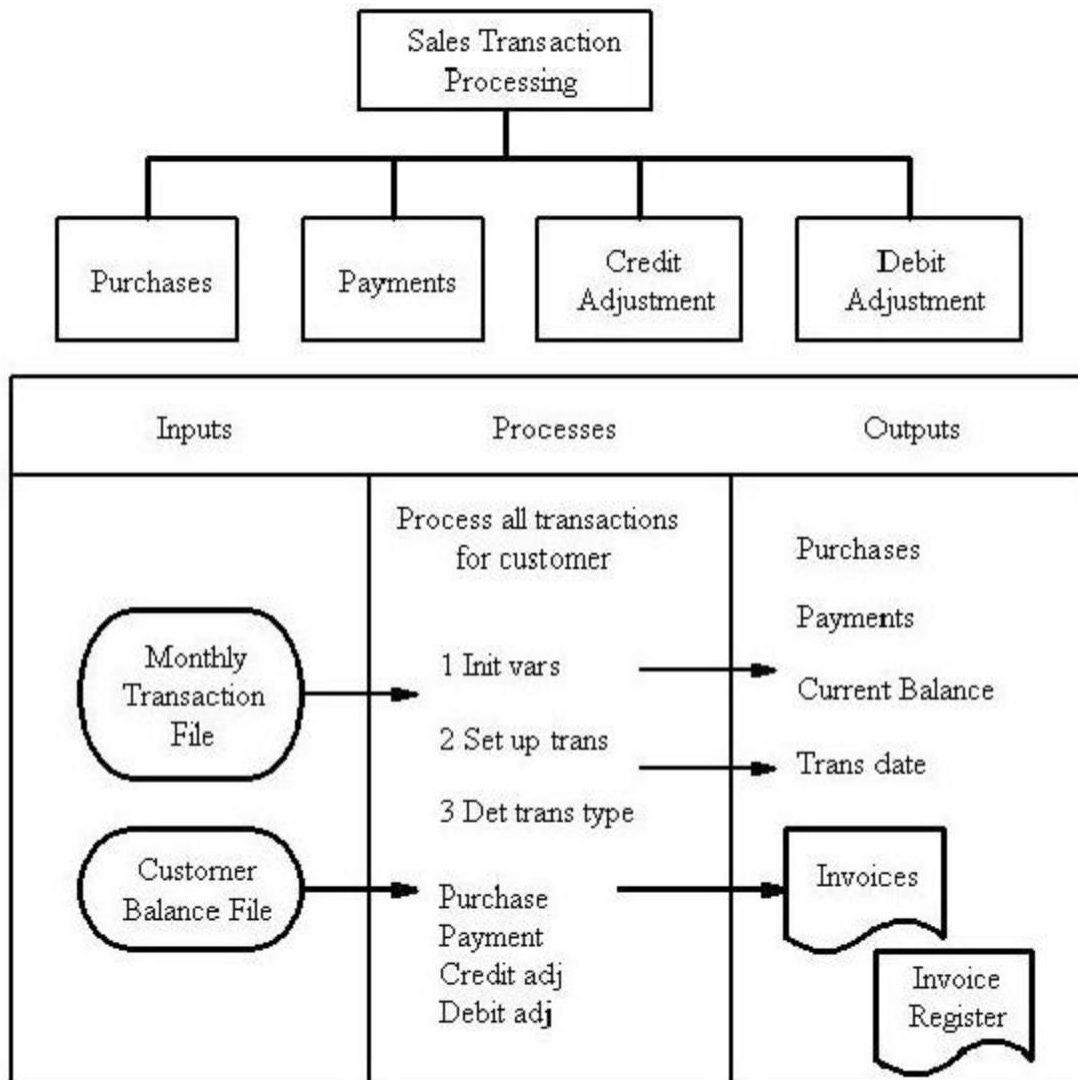 Sales Transaction
Processing
Purchases
Payments
Credit
Adjustment
Debit
Adjustment
Inputs
Processes
Outputs
Process all transactions
for customer
Monthly
Transaction
File
Customer
Balance File
1 Init vars
2 Set up trans
3 Det trans type
Purchase
Payment
Credit adj
Debit adj
Purchases
Payments
Current Balance
Trans date
Invoices
Invoice
Register